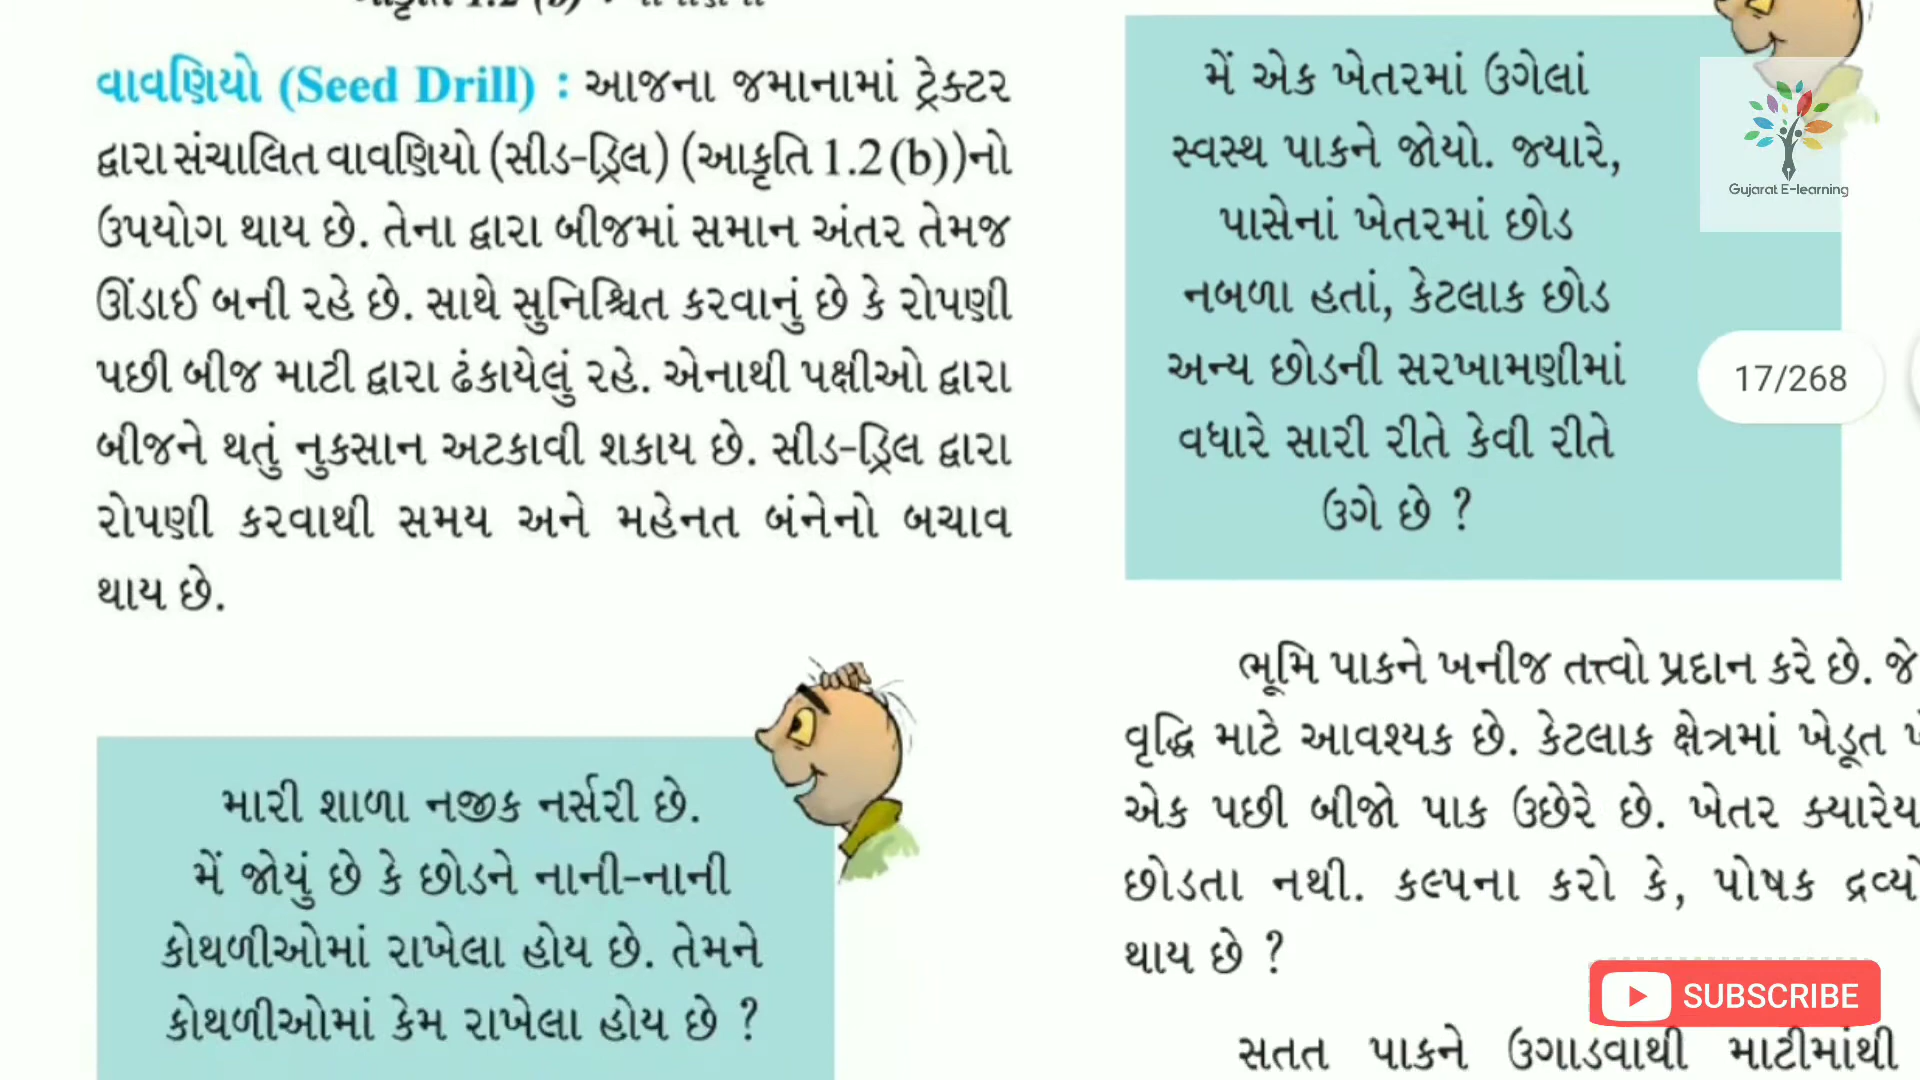 વાવણિયો (Seed Drill) : આજના જમાનામાં ટ્રેક્ટર
દ્વારા સંચાલિત વાવણિયો (સીડ-ડ્રિલ) (આકૃતિ 1.2 (b))નો
ઉપયોગ થાય છે. તેના દ્વારા બીજમાં સમાન અંતર તેમજ
ઊંડાઈ બની રહે છે. સાથે સુનિશ્ચિત કરવાનું છે કે રોપણી
પછી બીજ માટી દ્વારા ઢંકાયેલું રહે. એનાથી પક્ષીઓ દ્વારા
બીજને થતું નુકસાન અટકાવી શકાય છે. સીડ-ડ્રિલ દ્વારા
રોપણી કરવાથી સમય અને મહેનત બંનેનો બચાવ
થાય છે.
મારી શાળા નજીક નર્સરી છે.
મેં જોયું છે કે છોડને નાની-નાની
કોથળીઓમાં રાખેલા હોય છે. તેમને
કોથળીઓમાં કેમ રાખેલા હોય છે ?
મેં એક ખેતરમાં ઉગેલાં
સ્વસ્થ પાકને જોયો. જ્યારે,
પાસેનાં ખેતરમાં છોડ
નબળા હતાં, કેટલાક છોડ
અન્ય છોડની સરખામણીમાં
વધારે સારી રીતે કેવી રીતે
ઉગે છે ?
ભૂમિ પાકને ખનીજ તત્ત્વો પ્રદાન કરે છે. જે
વૃદ્ધિ માટે આવશ્યક છે. કેટલાક ક્ષેત્રમાં ખેડૂત
એક પછી બીજો પાક ઉછેરે છે. ખેતર ક્યારેય
છોડતા નથી. કલ્પના કરો કે, પોષક દ્રવ્યો
થાય છે ?
સતત પાકને ઉગાડવાથી માટીમાંથી
Gujarat E-learning
17/268
SUBSCRIBE